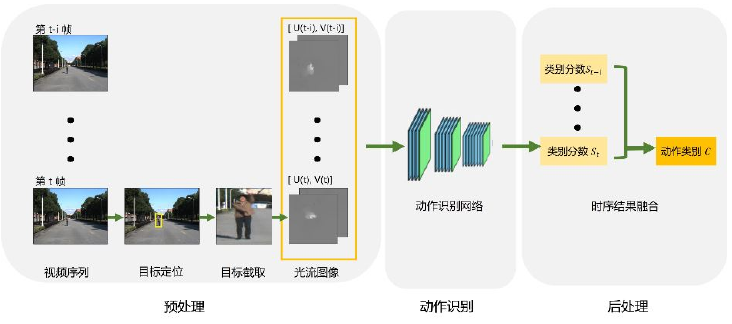 第 t-i 帧
[ U(t-i), V(t-i)]
第 t 帧
[ U(t), V(t)]
视频序列
目标定位
目标截取
光流图像
预处理
动作识别网络
动作识别
类别分数S_{t-i}
类别分数 S_t
动作类别 C
时序结果融合
后处理